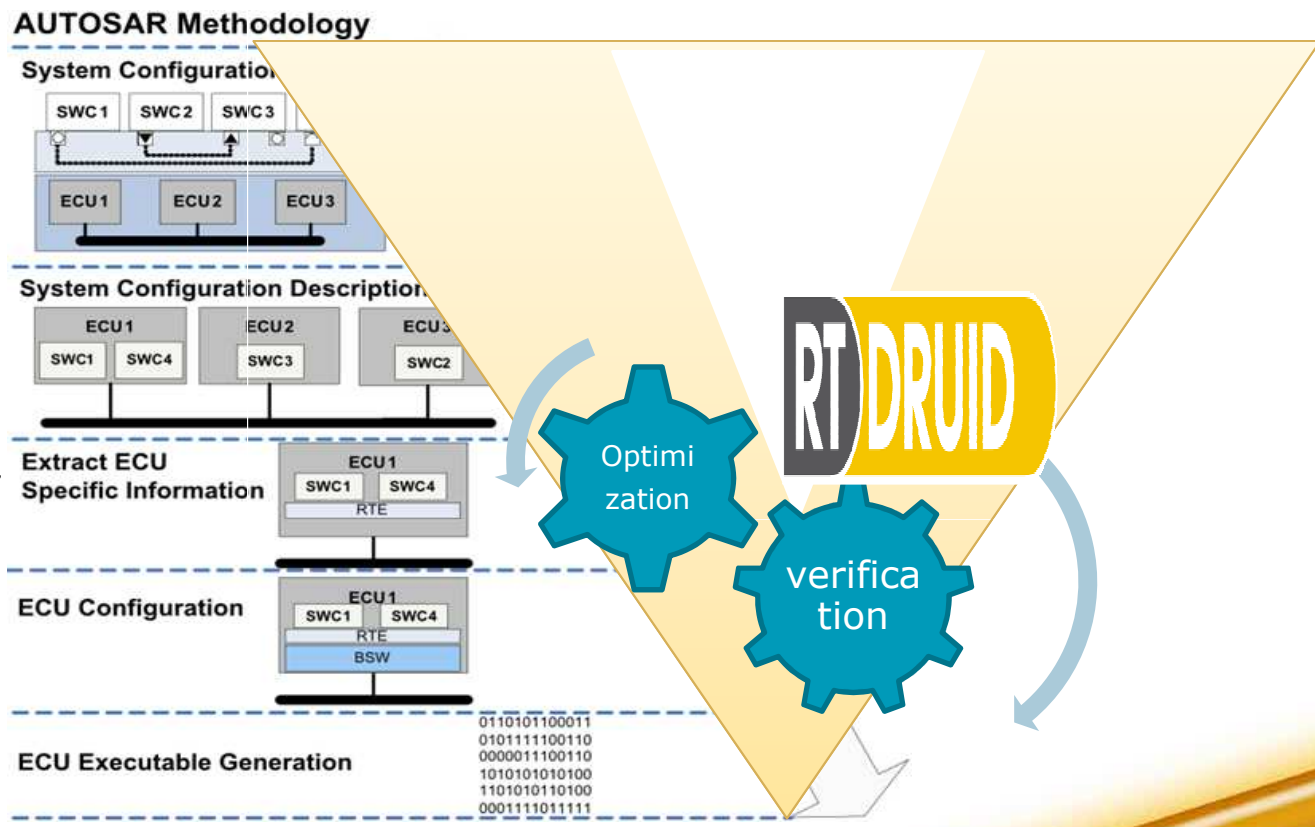 AUTOSAR Methodology
System Configuration
SWC1 SWC2 SWC3
ECU1 ECU2 ECU3
System Configuration Description
ECU1 ECU2 ECU3
SWC1 SWC4 SWC3 SWC2
RT DRUID
Optimi
zation
Extract ECU
Specific Information
ECU1
SWC1 SWC4
RTE
verifica
tion
ECU Configuration
ECU1
SWC1 SWC4
RTE
BSW
ECU Executable Generation
0110101100011
0101111100110
0000011100110
1010101010100
1101010110100
0001111011111